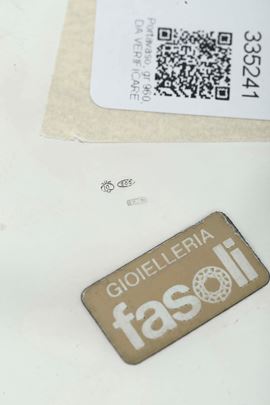 335241
Portavaso, gr 960,
DA VERIFICARE
GIOIELLERIA
fasoli